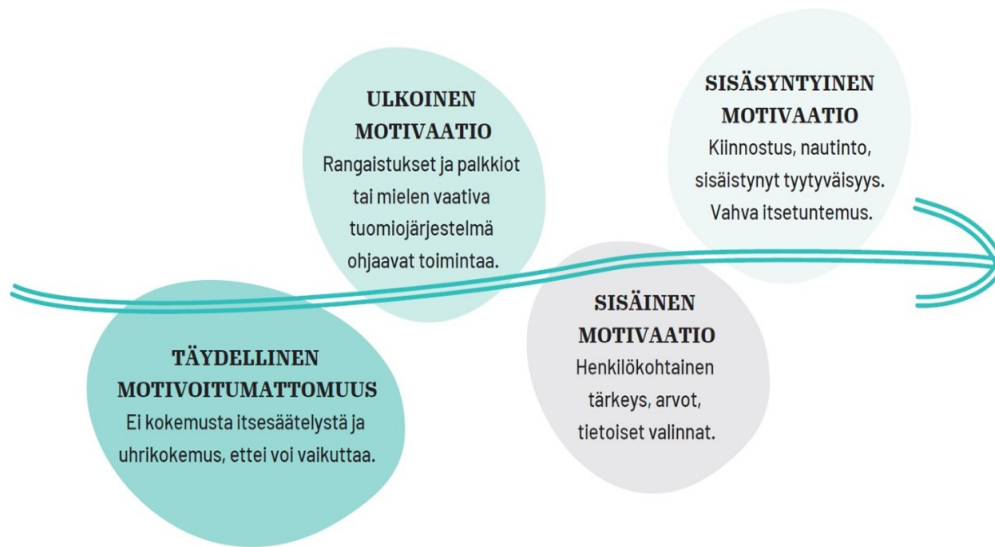 TÄYDELLINEN
MOTIVOITUMATTOMUUS
Ei kokemusta itsesäätelystä ja
uhrikokemus, ettei voi vaikuttaa.
ULKOINEN
MOTIVAATIO
Rangaistukset ja palkkiot
tai mielen vaativa
tuomiojärjestelmä
ohjaavat toimintaa.
SISÄINEN
MOTIVAATIO
Henkilökohtainen
tärkeys, arvot,
tietoiset valinnat.
SISÄSYNTYINEN
MOTIVAATIO
Kiinnostus, nautinto,
sisäistynyt tyytyväisyys.
Vahva itsetuntemus.